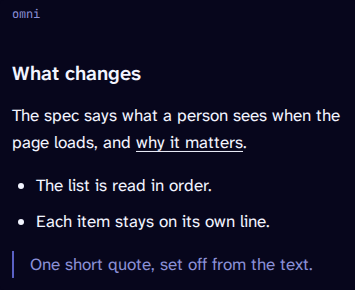 omni
What changes
The spec says what a person sees when the
page loads, and why it matters.
The list is read in order.
Each item stays on its own line.
One short quote, set off from the text.